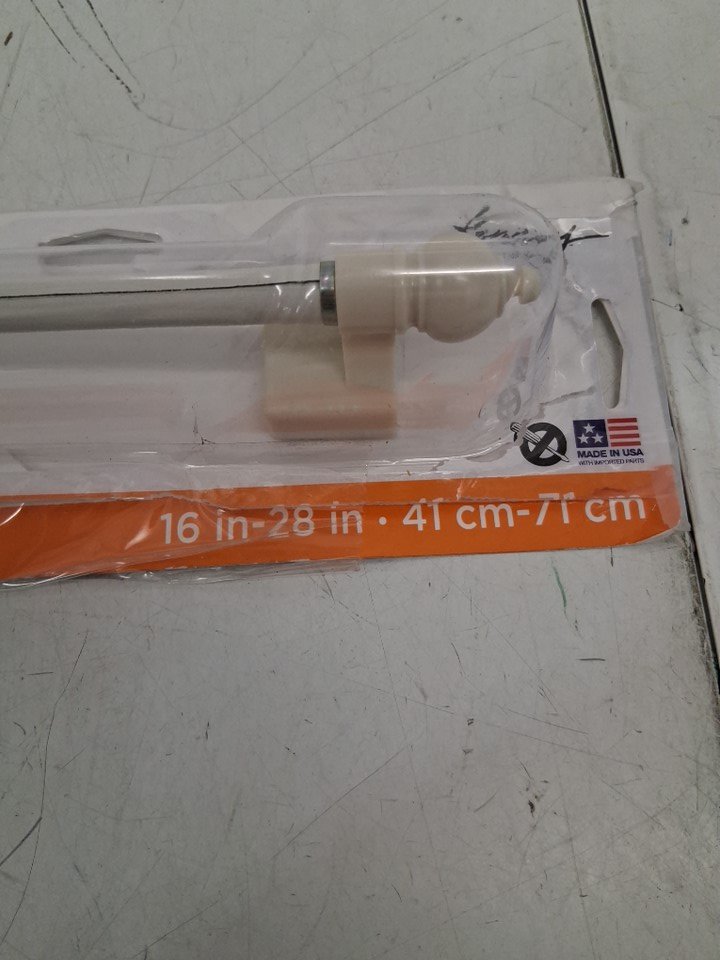 MADE IN USA
WITH IMPORTED PARTS
16 in-28 in • 41 cm-71 cm